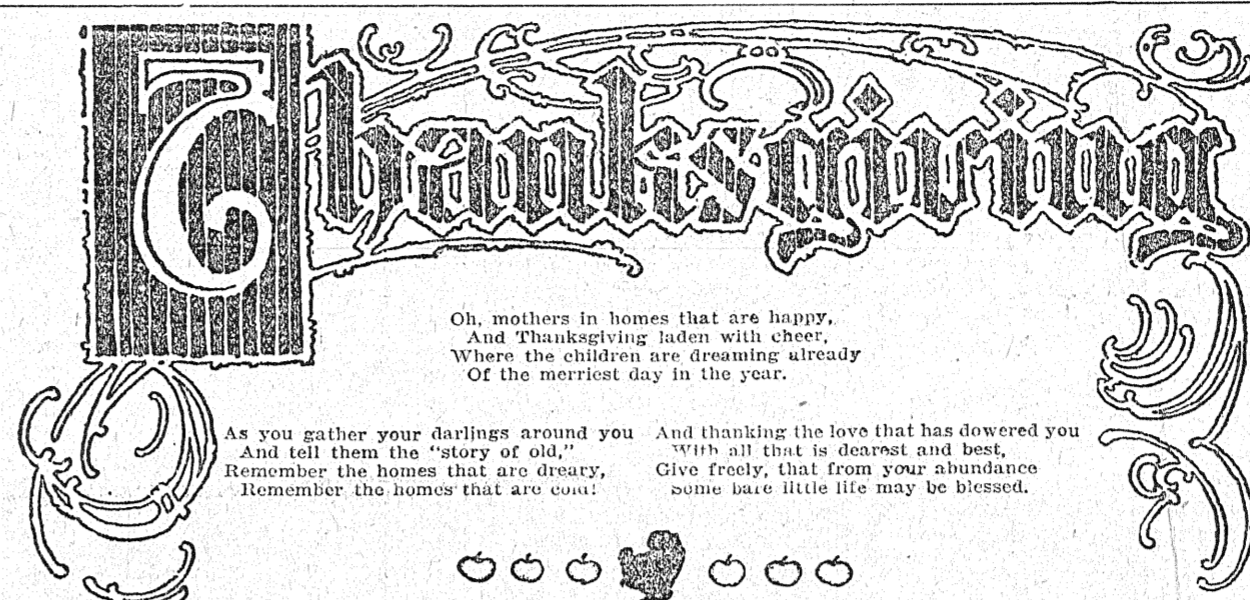 Thanksgiving
Oh, mothers in homes that are happy,
And Thanksgiving laden with cheer,
Where the children are dreaming already
Of the merriest day in the year.
As you gather your darlings around you
And tell them the "story of old,"
Remember the homes that are dreary,
Remember the homes that are cold!
And thanking the love that has dowered you
With all that is dearest and best,
Give freely, that from your abundance
Some bare little life may be blessed.